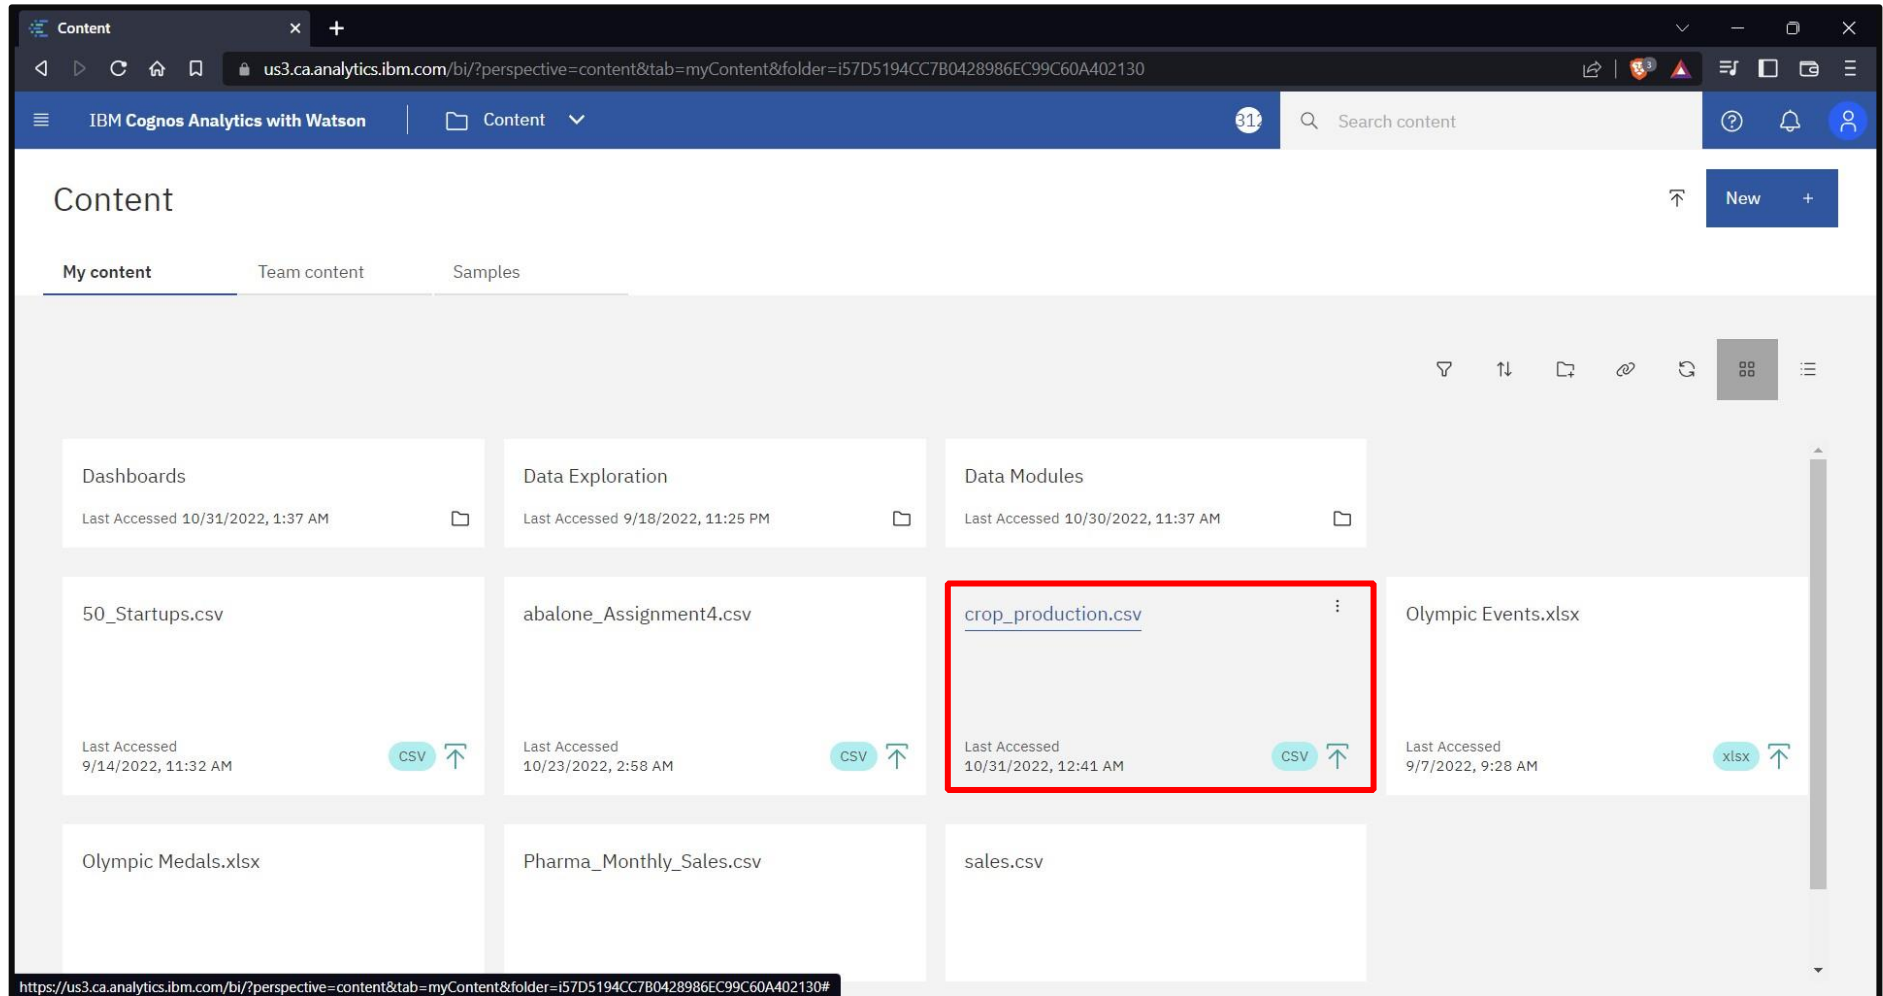 Content
us3.ca.analytics.ibm.com/bi/?perspective=content&tab=myContent&folder=i57D5194CC7B0428986EC99C60A402130
3
IBM Cognos Analytics with Watson
Content
312
Search content
Content
New +
My content
Team content
Samples
Dashboards
Last Accessed 10/31/2022, 1:37 AM
Data Exploration
Last Accessed 9/18/2022, 11:25 PM
Data Modules
Last Accessed 10/30/2022, 11:37 AM
50_Startups.csv
Last Accessed
9/14/2022, 11:32 AM
CSV
abalone_Assignment4.csv
Last Accessed
10/23/2022, 2:58 AM
CSV
crop_production.csv
Last Accessed
10/31/2022, 12:41 AM
CSV
Olympic Events.xlsx
Last Accessed
9/7/2022, 9:28 AM
xlsx
Olympic Medals.xlsx
Pharma_Monthly_Sales.csv
sales.csv
https://us3.ca.analytics.ibm.com/bi/?perspective=content&tab=myContent&folder=i57D5194CC7B0428986EC99C60A402130#